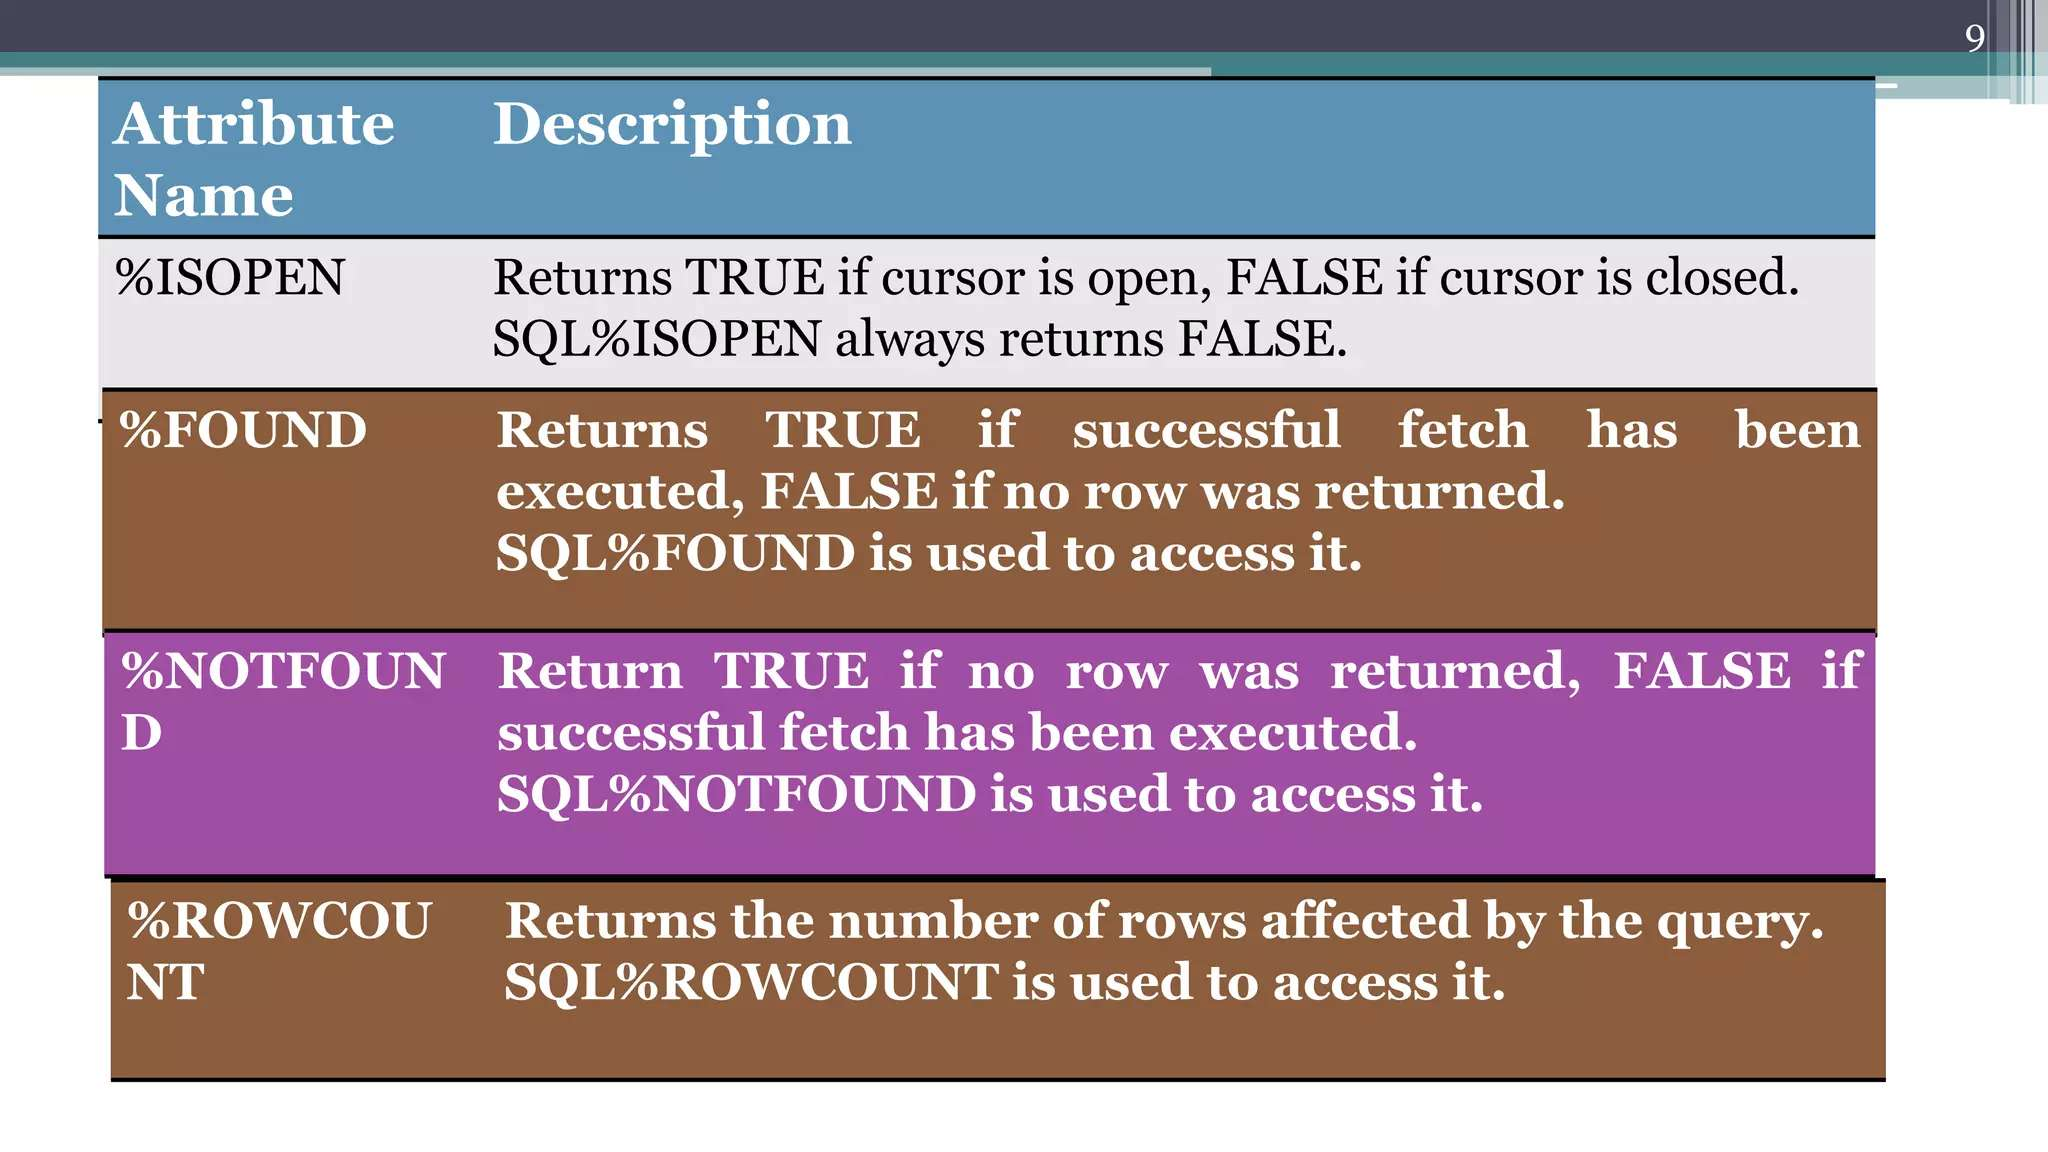 9
Attribute Description
Name
%ISOPEN Returns TRUE if cursor is open, FALSE if cursor is closed.
SQL%ISOPEN always returns FALSE.
%FOUND Returns TRUE if successful fetch has been
executed, FALSE if no row was returned.
SQL%FOUND is used to access it.
%NOTFOUN Return TRUE if no row was returned, FALSE if
D successful fetch has been executed.
SQL%NOTFOUND is used to access it.
%ROWCOU Returns the number of rows affected by the query.
NT SQL%ROWCOUNT is used to access it.